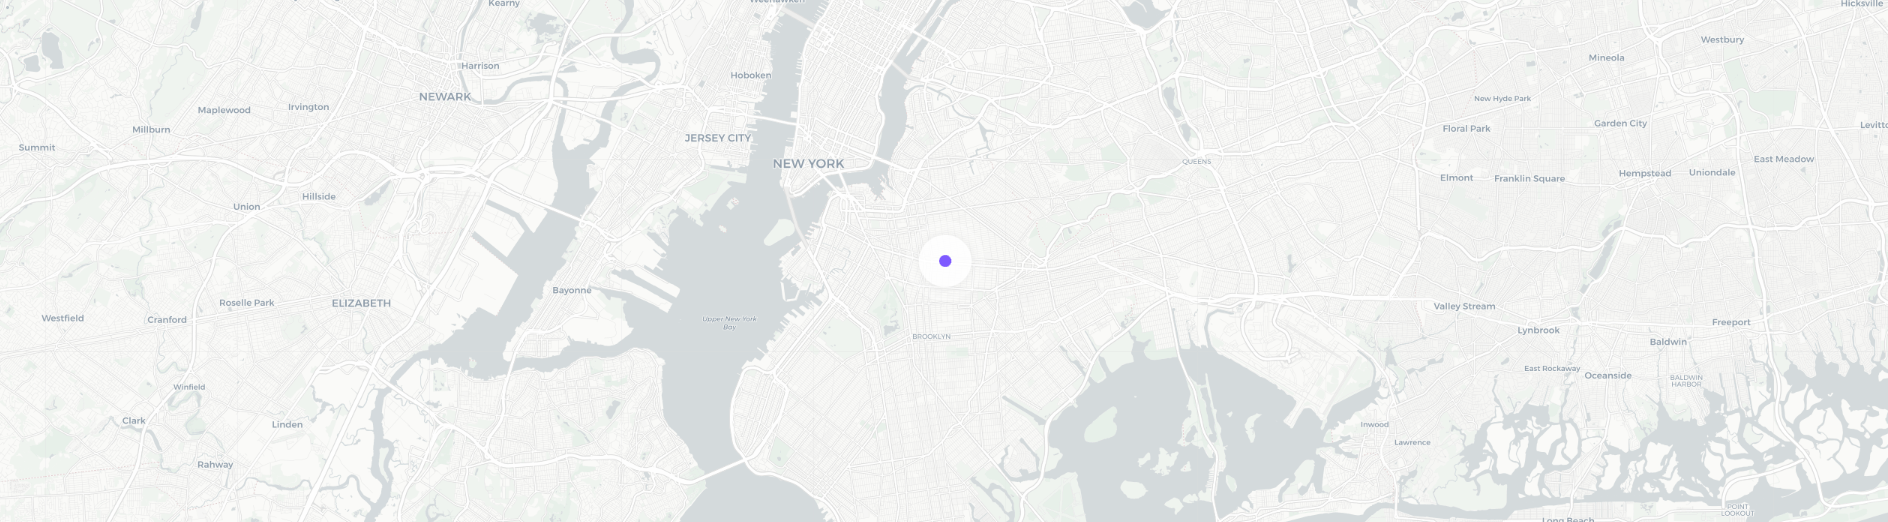 Kearny
Weehawken
Hicksville
Westbury
Mineola
Harrison
Hoboken
NEWARK
New Hyde Park
Maplewood
Irvington
Garden City
Floral Park
Levitto
Millburn
JERSEY CITY
Summit
NEW YORK
QUEENS
East Meadow
Hempstead
Uniondale
Elmont
Franklin Square
Hillside
Union
Bayonne
ELIZABETH
Roselle Park
Valley Stream
Westfield
Cranford
Upper New York
Bay
Freeport
Lynbrook
BROOKLYN
Baldwin
East Rockaway
Oceanside
BALDWIN
HARBOR
Winfield
Clark
Linden
Inwood
Lawrence
Rahway
POINT
LOOKOUT
Long Beach